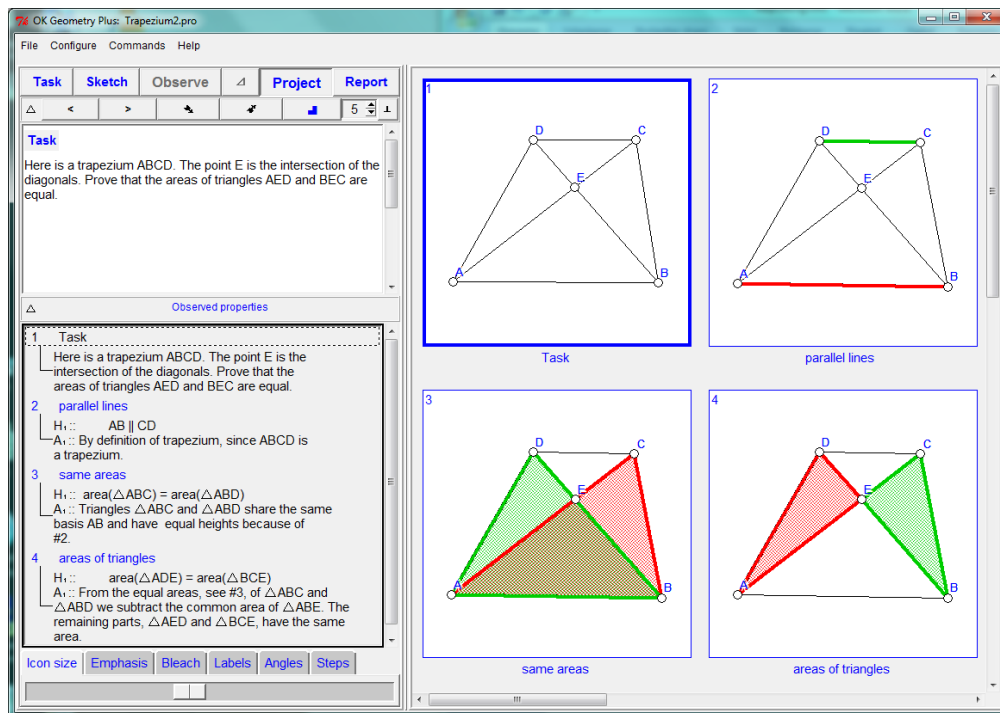 OK Geometry Plus: Trapezium2.pro
File Configure Commands Help
Task Sketch Observe ⊿ Project Report
△ < > 5
Task
Here is a trapezium ABCD. The point E is the intersection of the
diagonals. Prove that the areas of triangles AED and BEC are
equal.
△ Observed properties
1 Task
Here is a trapezium ABCD. The point E is the
intersection of the diagonals. Prove that the
areas of triangles AED and BEC are equal.
2 parallel lines
H₁ :: AB || CD
A₁ :: By definition of trapezium, since ABCD is
a trapezium.
3 same areas
H₁ :: area(△ABC) = area(△ABD)
A₁ :: Triangles △ABC and △ABD share the same
basis AB and have equal heights because of
#2.
4 areas of triangles
H₁ :: area(△ADE) = area(△BCE)
A₁ :: From the equal areas, see #3, of △ABC and
△ABD we subtract the common area of △ABE. The
remaining parts, △AED and △BCE, have the same
area.
Icon size Emphasis Bleach Labels Angles Steps
1
D C
E
A B
Task
2
D C
E
A B
parallel lines
3
D C
E
A B
same areas
4
D C
E
A B
areas of triangles